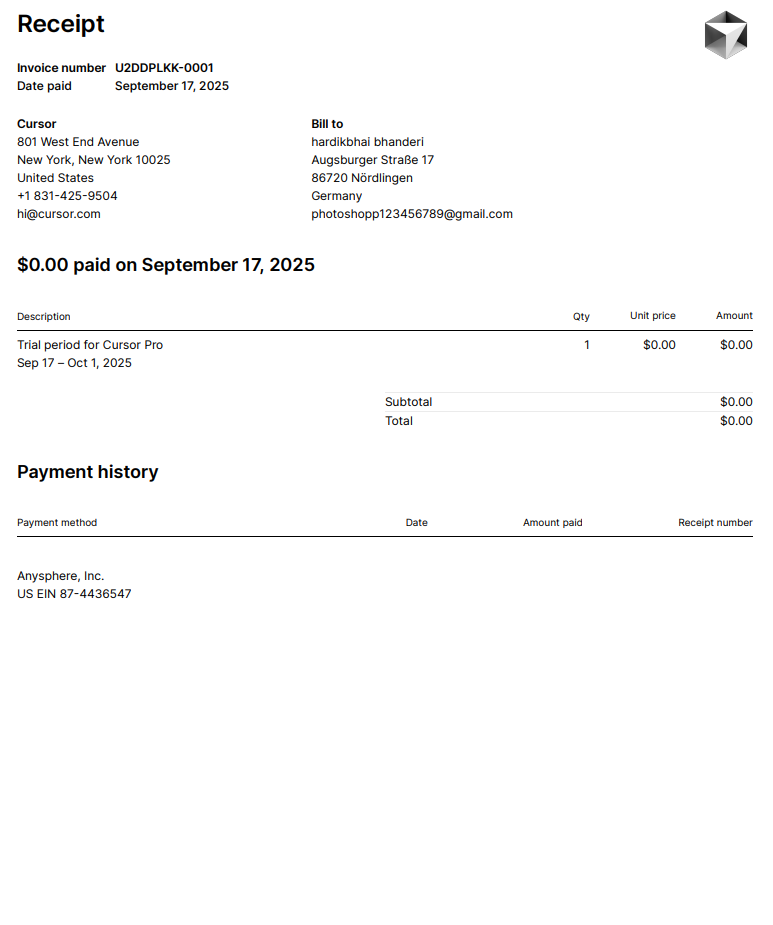 Receipt
Invoice number U2DDPLKK-0001
Date paid September 17, 2025
Cursor
801 West End Avenue
New York, New York 10025
United States
+1 831-425-9504
hi@cursor.com
Bill to
hardikbhai bhanderi
Augsburger Straße 17
86720 Nördlingen
Germany
photoshopp123456789@gmail.com
$0.00 paid on September 17, 2025
Description Qty Unit price Amount
Trial period for Cursor Pro 1 $0.00 $0.00
Sep 17 – Oct 1, 2025
Subtotal $0.00
Total $0.00
Payment history
Payment method Date Amount paid Receipt number
Anysphere, Inc.
US EIN 87-4436547